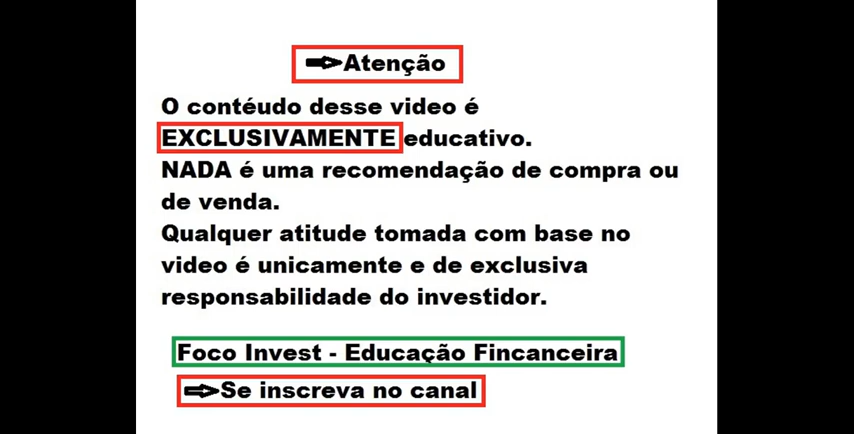 Atenção
O contéudo desse video é
EXCLUSIVAMENTE educativo.
NADA é uma recomendação de compra ou
de venda.
Qualquer atitude tomada com base no
video é unicamente e de exclusiva
responsabilidade do investidor.
Foco Invest - Educação Fincanceira
Se inscreva no canal